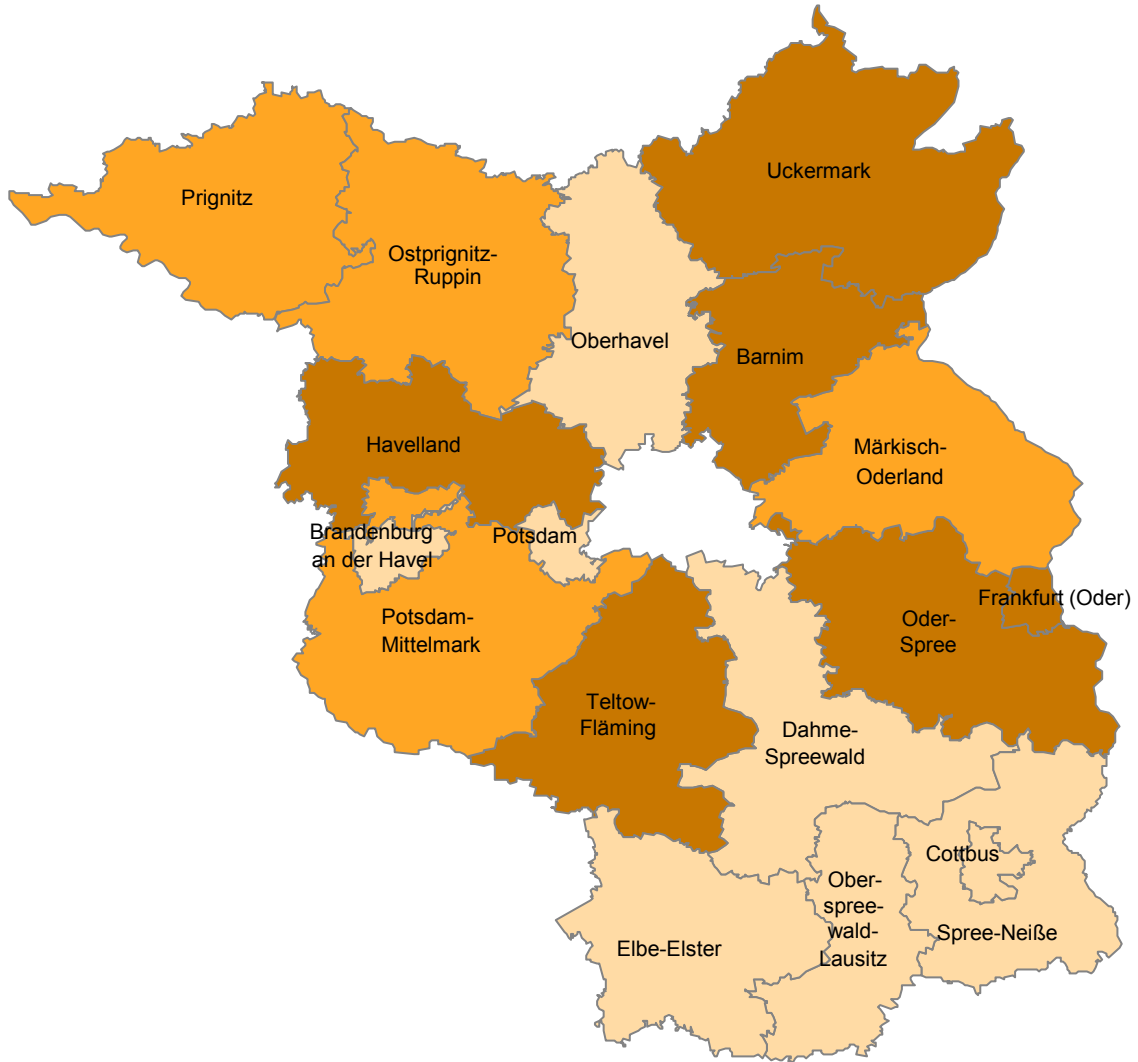 Uckermark
Prignitz
Ostprignitz-
Ruppin
Oberhavel
Barnim
Havelland
Märkisch-
Oderland
Brandenburg
an der Havel
Potsdam
Frankfurt (Oder)
Potsdam-
Mittelmark
Oder-
Spree
Teltow-
Fläming
Dahme-
Spreewald
Cottbus
Ober-
spree-
wald-
Lausitz
Spree-Neiße
Elbe-Elster